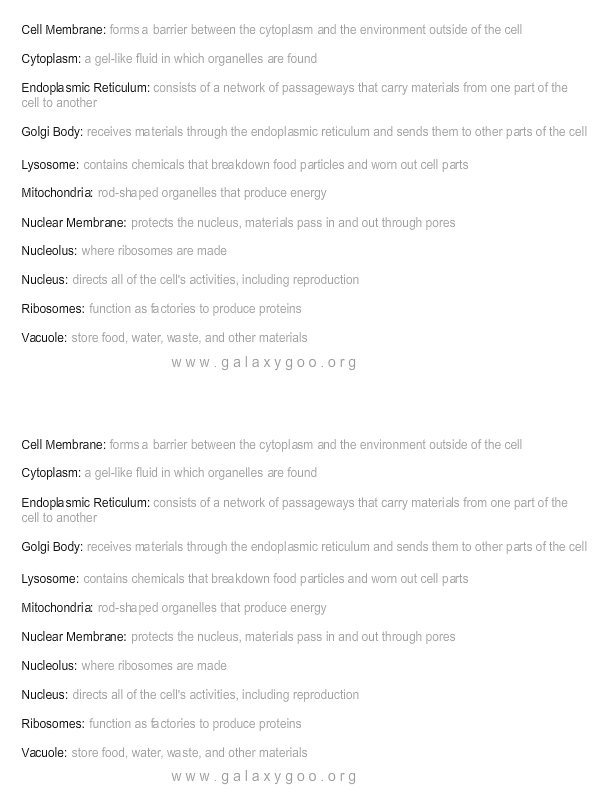 Cell Membrane: forms a barrier between the cytoplasm and the environment outside of the cell
Cytoplasm: a gel-like fluid in which organelles are found
Endoplasmic Reticulum: consists of a network of passageways that carry materials from one part of the
cell to another
Golgi Body: receives materials through the endoplasmic reticulum and sends them to other parts of the cell
Lysosome: contains chemicals that breakdown food particles and worn out cell parts
Mitochondria: rod-shaped organelles that produce energy
Nuclear Membrane: protects the nucleus, materials pass in and out through pores
Nucleolus: where ribosomes are made
Nucleus: directs all of the cell's activities, including reproduction
Ribosomes: function as factories to produce proteins
Vacuole: store food, water, waste, and other materials
www.galaxygoo.org
Cell Membrane: forms a barrier between the cytoplasm and the environment outside of the cell
Cytoplasm: a gel-like fluid in which organelles are found
Endoplasmic Reticulum: consists of a network of passageways that carry materials from one part of the
cell to another
Golgi Body: receives materials through the endoplasmic reticulum and sends them to other parts of the cell
Lysosome: contains chemicals that breakdown food particles and worn out cell parts
Mitochondria: rod-shaped organelles that produce energy
Nuclear Membrane: protects the nucleus, materials pass in and out through pores
Nucleolus: where ribosomes are made
Nucleus: directs all of the cell's activities, including reproduction
Ribosomes: function as factories to produce proteins
Vacuole: store food, water, waste, and other materials
www.galaxygoo.org